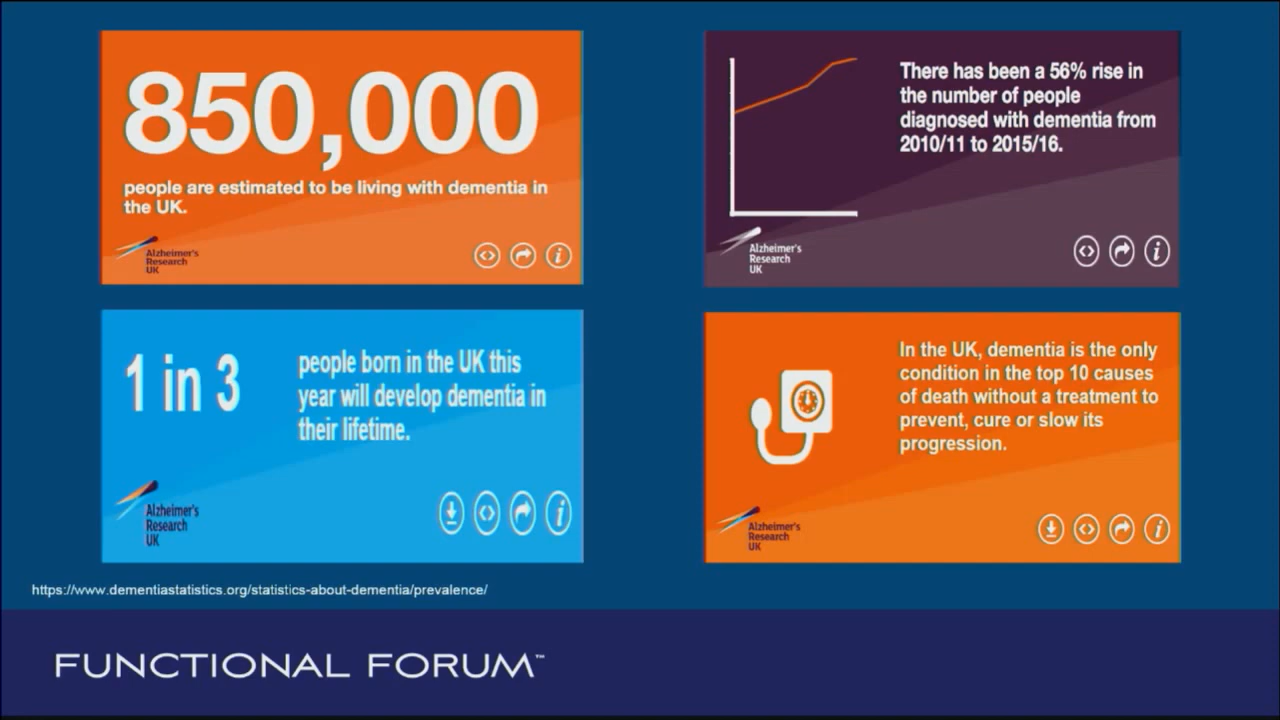 850,000
people are estimated to be living with dementia in
the UK.
Alzheimer's
Research
UK
There has been a 56% rise in
the number of people
diagnosed with dementia from
2010/11 to 2015/16.
Alzheimer's
Research
UK
1 in 3
people born in the UK this
year will develop dementia in
their lifetime.
Alzheimer's
Research
UK
In the UK, dementia is the only
condition in the top 10 causes
of death without a treatment to
prevent, cure or slow its
progression.
Alzheimer's
Research
UK
https://www.dementiastatistics.org/statistics-about-dementia/prevalence/
FUNCTIONAL FORUM™